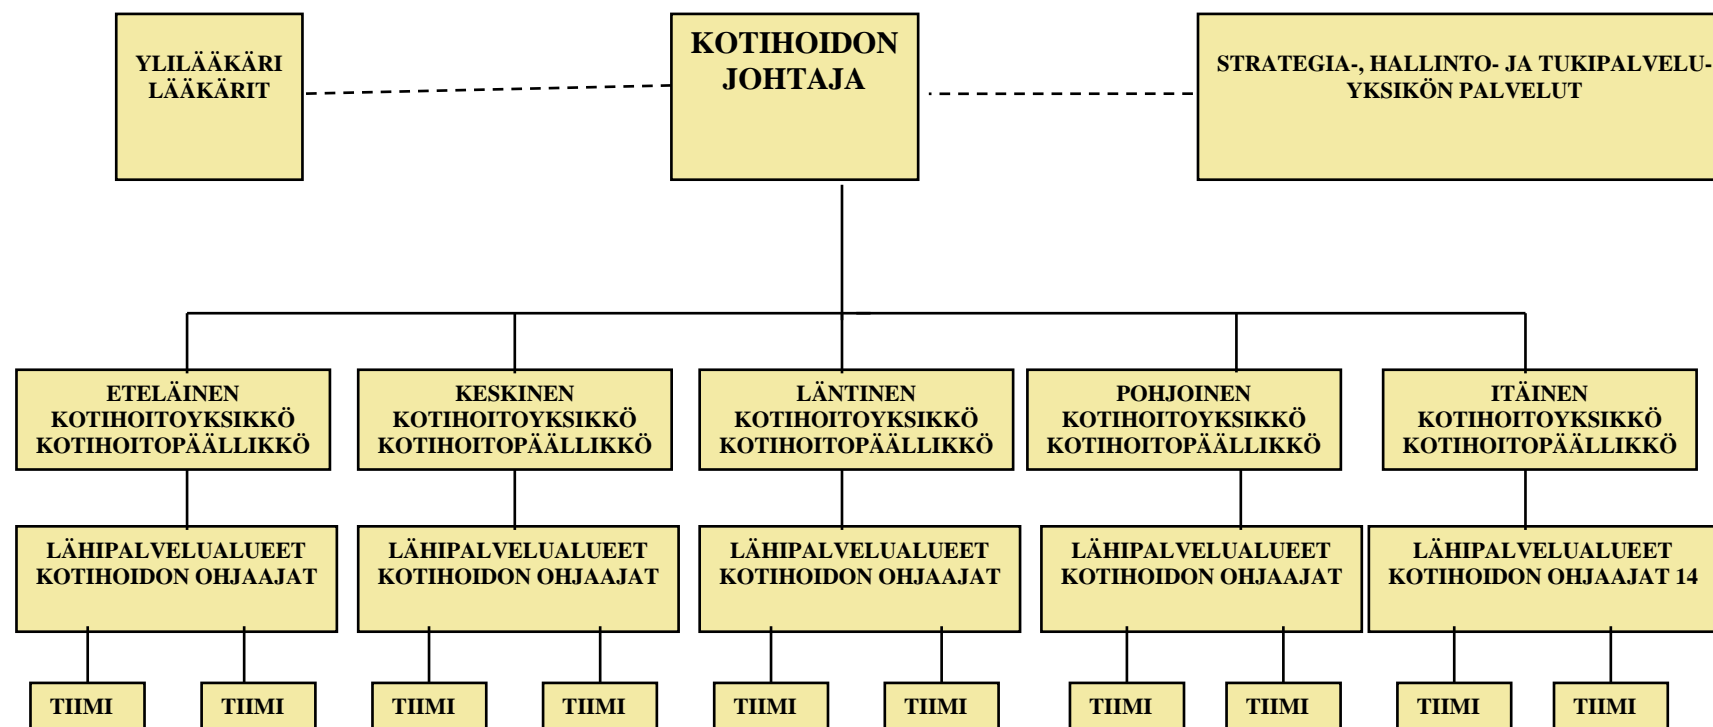 YLILÄÄKÄRI
LÄÄKÄRIT
KOTIHOIDON
JOHTAJA
STRATEGIA-, HALLINTO- JA TUKIPALVELU-
YKSIKÖN PALVELUT
ETELÄINEN
KOTIHOITOYKSIKKÖ
KOTIHOITOPÄÄLLIKKÖ
KESKINEN
KOTIHOITOYKSIKKÖ
KOTIHOITOPÄÄLLIKKÖ
LÄNTINEN
KOTIHOITOYKSIKKÖ
KOTIHOITOPÄÄLLIKKÖ
POHJOINEN
KOTIHOITOYKSIKKÖ
KOTIHOITOPÄÄLLIKKÖ
ITÄINEN
KOTIHOITOYKSIKKÖ
KOTIHOITOPÄÄLLIKKÖ
LÄHIPALVELUALUEET
KOTIHOIDON OHJAAJAT
LÄHIPALVELUALUEET
KOTIHOIDON OHJAAJAT
LÄHIPALVELUALUEET
KOTIHOIDON OHJAAJAT
LÄHIPALVELUALUEET
KOTIHOIDON OHJAAJAT
LÄHIPALVELUALUEET
KOTIHOIDON OHJAAJAT 14
TIIMI
TIIMI
TIIMI
TIIMI
TIIMI
TIIMI
TIIMI
TIIMI
TIIMI
TIIMI